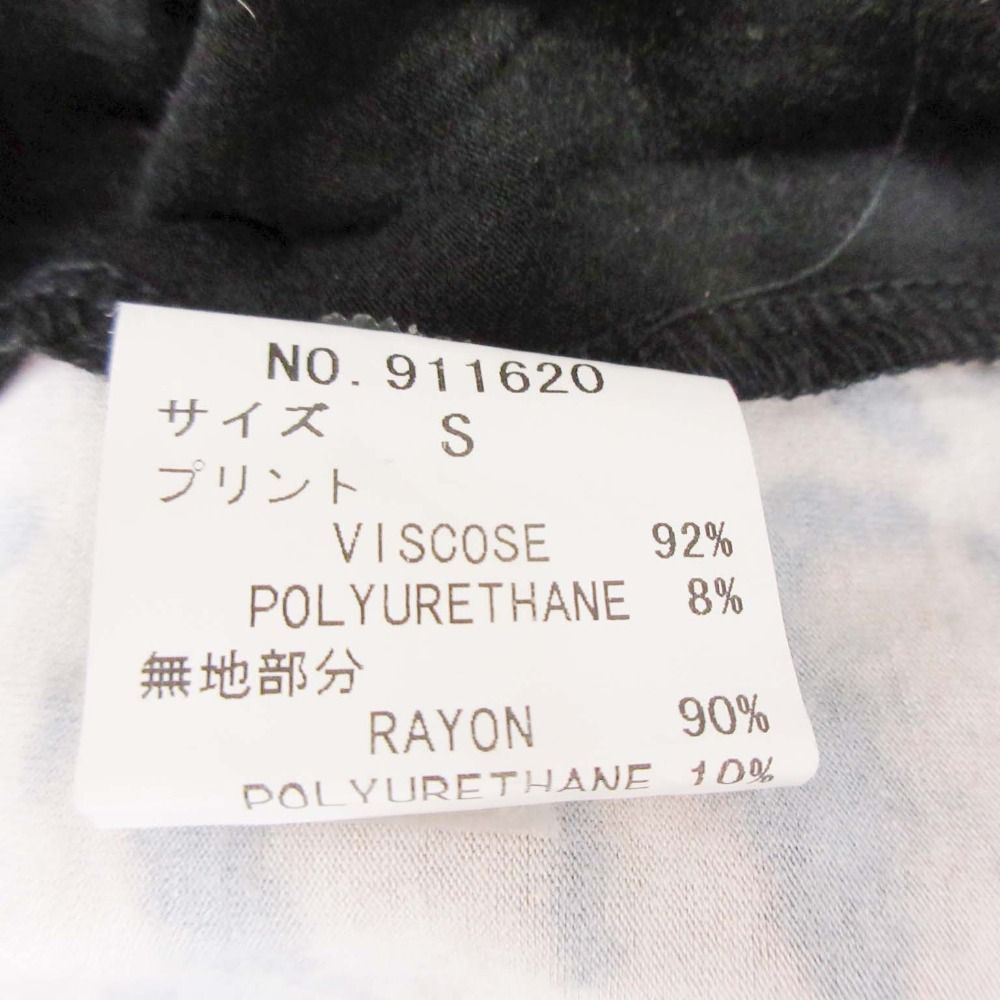 NO. 911620
サイズ S
プリント
VISCOSE 92%
POLYURETHANE 8%
無地部分
RAYON 90%
POLYURETHANE 10%